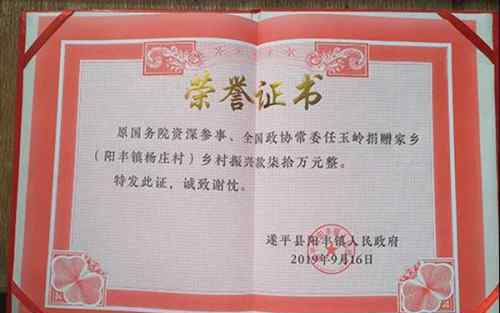 荣誉证书
原国务院资深参事、全国政协常委任玉岭捐赠家乡
(阳丰镇杨庄村)乡村振兴款柒拾万元整。
特发此证,诚致谢忱。
遂平县阳丰镇人民政府
2019年9月16日